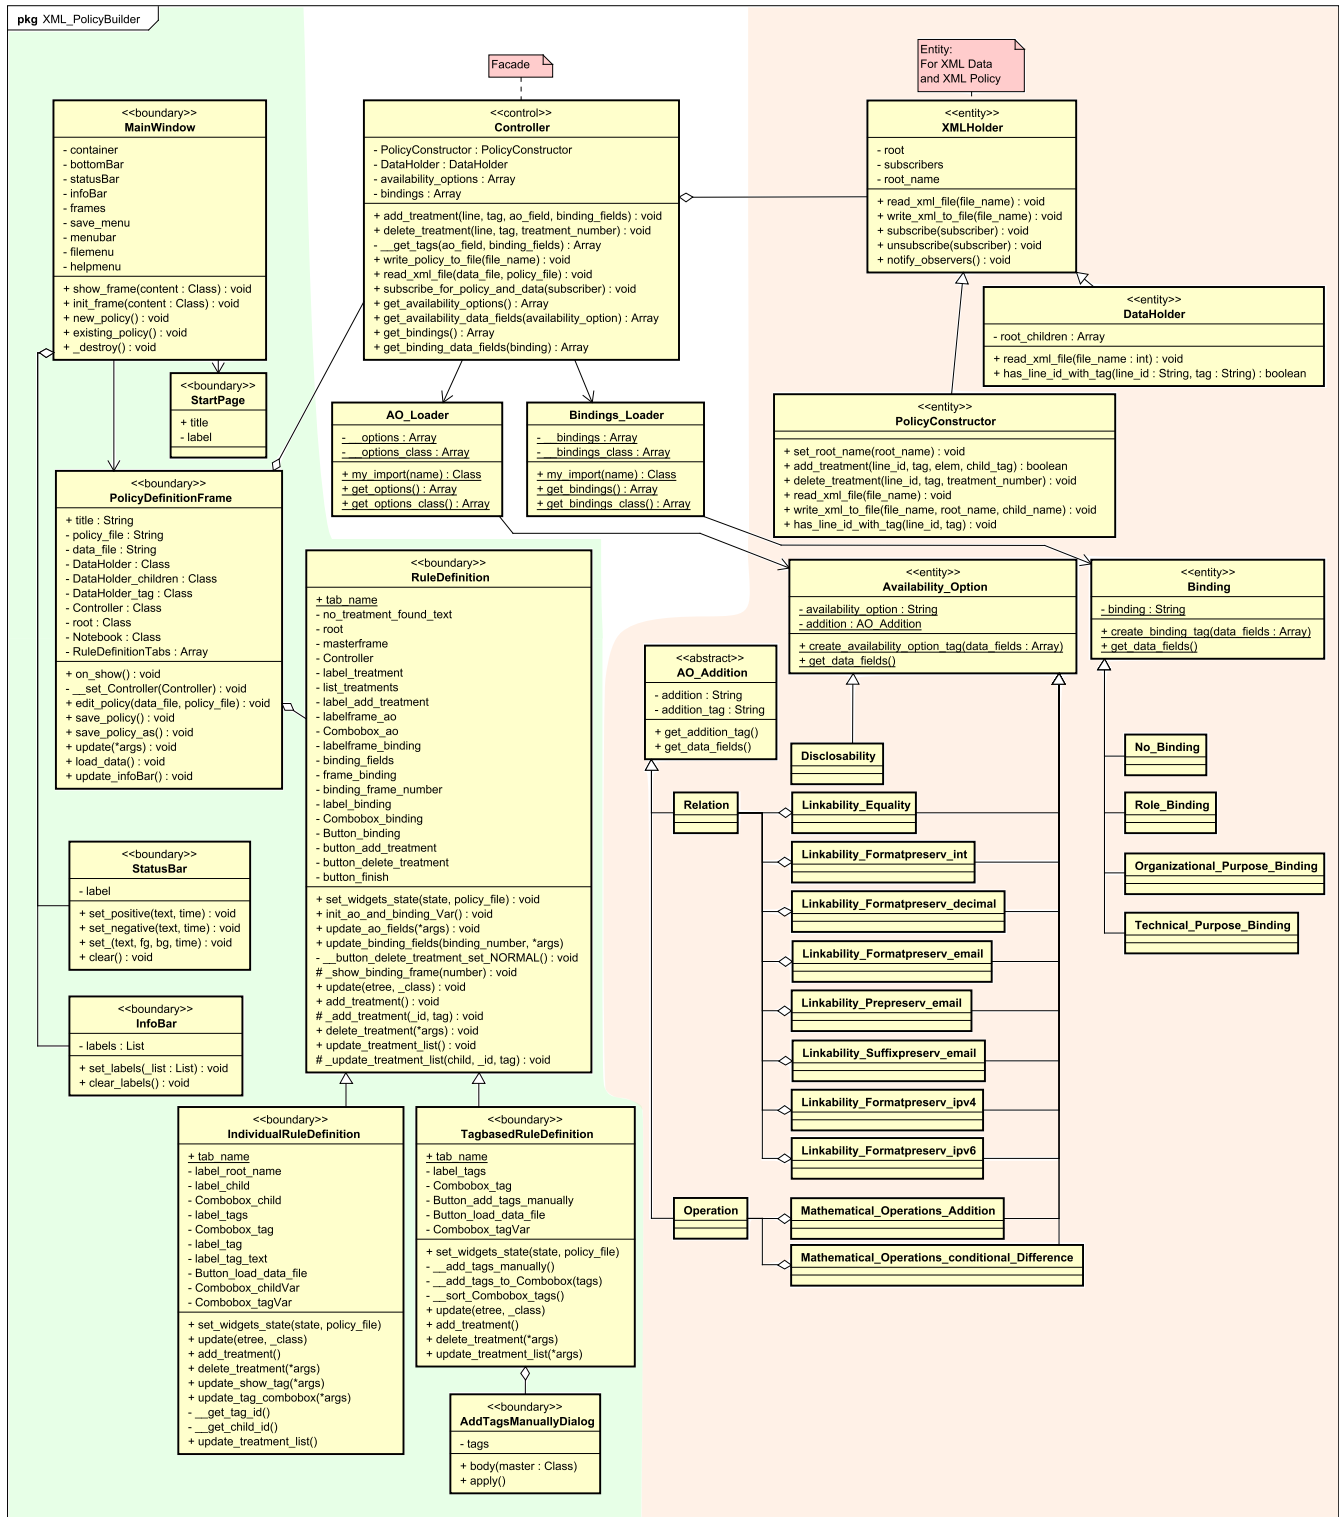 pkg XML_PolicyBuilder
Facade
Entity:
For XML Data
and XML Policy
<<boundary>>
MainWindow
- container
- bottomBar
- statusBar
- infoBar
- frames
- save_menu
- menubar
- filemenu
- helpmenu
+ show_frame(content : Class) : void
+ init_frame(content : Class) : void
+ new_policy() : void
+ existing_policy() : void
+ _destroy() : void
<<control>>
Controller
- PolicyConstructor : PolicyConstructor
- DataHolder : DataHolder
- availability_options : Array
- bindings : Array
+ add_treatment(line, tag, ao_field, binding_fields) : void
+ delete_treatment(line, tag, treatment_number) : void
- __get_tags(ao_field, binding_fields) : Array
+ write_policy_to_file(file_name) : void
+ read_xml_file(data_file, policy_file) : void
+ subscribe_for_policy_and_data(subscriber) : void
+ get_availability_options() : Array
+ get_availability_data_fields(availability_option) : Array
+ get_bindings() : Array
+ get_binding_data_fields(binding) : Array
<<entity>>
XMLHolder
- root
- subscribers
- root_name
+ read_xml_file(file_name) : void
+ write_xml_to_file(file_name) : void
+ subscribe(subscriber) : void
+ unsubscribe(subscriber) : void
+ notify_observers() : void
<<entity>>
DataHolder
- root_children : Array
+ read_xml_file(file_name : int) : void
+ has_line_id_with_tag(line_id : String, tag : String) : boolean
<<boundary>>
StartPage
+ title
- label
AO_Loader
- __options : Array
- __options_class : Array
+ my_import(name) : Class
+ get_options() : Array
+ get_options_class() : Array
Bindings_Loader
- __bindings : Array
- __bindings_class : Array
+ my_import(name) : Class
+ get_bindings() : Array
+ get_bindings_class() : Array
<<entity>>
PolicyConstructor
+ set_root_name(root_name) : void
+ add_treatment(line_id, tag, elem, child_tag) : boolean
+ delete_treatment(line_id, tag, treatment_number) : void
+ read_xml_file(file_name) : void
+ write_xml_to_file(file_name, root_name, child_name) : void
+ has_line_id_with_tag(line_id, tag) : void
<<boundary>>
PolicyDefinitionFrame
+ title : String
- policy_file : String
- data_file : String
- DataHolder : Class
- DataHolder_children : Class
- DataHolder_tag : Class
- Controller : Class
- root : Class
- Notebook : Class
- RuleDefinitionTabs : Array
+ on_show() : void
- __set_Controller(Controller) : void
+ edit_policy(data_file, policy_file) : void
+ save_policy() : void
+ save_policy_as() : void
+ update(*args) : void
+ load_data() : void
+ update_infoBar() : void
<<boundary>>
RuleDefinition
+ tab_name
- no_treatment_found_text
- root
- masterframe
- Controller
- label_treatment
- list_treatments
- label_add_treatment
- labelframe_ao
- Combobox_ao
- labelframe_binding
- binding_fields
- frame_binding
- binding_frame_number
- label_binding
- Combobox_binding
- Button_binding
- button_add_treatment
- button_delete_treatment
- button_finish
+ set_widgets_state(state, policy_file) : void
+ init_ao_and_binding_Var() : void
+ update_ao_fields(*args) : void
+ update_binding_fields(binding_number, *args)
- __button_delete_treatment_set_NORMAL() : void
# _show_binding_frame(number) : void
+ update(etree, _class) : void
+ add_treatment() : void
# _add_treatment(_id, tag) : void
+ delete_treatment(*args) : void
+ update_treatment_list() : void
# _update_treatment_list(child, _id, tag) : void
<<entity>>
Availability_Option
- availability_option : String
- addition : AO_Addition
+ create_availability_option_tag(data_fields : Array)
+ get_data_fields()
<<entity>>
Binding
- binding : String
+ create_binding_tag(data_fields : Array)
+ get_data_fields()
<<abstract>>
AO_Addition
- addition : String
- addition_tag : String
+ get_addition_tag()
+ get_data_fields()
Disclosability
No_Binding
Relation
Linkability_Equality
Role_Binding
Linkability_Formatpreserv_int
Organizational_Purpose_Binding
Linkability_Formatpreserv_decimal
Technical_Purpose_Binding
Linkability_Formatpreserv_email
Linkability_Prepreserv_email
Linkability_Suffixpreserv_email
Linkability_Formatpreserv_ipv4
Linkability_Formatpreserv_ipv6
Operation
Mathematical_Operations_Addition
Mathematical_Operations_conditional_Difference
<<boundary>>
StatusBar
- label
+ set_positive(text, time) : void
+ set_negative(text, time) : void
+ set_(text, fg, bg, time) : void
+ clear() : void
<<boundary>>
InfoBar
- labels : List
+ set_labels(_list : List) : void
+ clear_labels() : void
<<boundary>>
IndividualRuleDefinition
+ tab_name
- label_root_name
- label_child
- Combobox_child
- label_tags
- Combobox_tag
- label_tag
- label_tag_text
- Button_load_data_file
- Combobox_childVar
- Combobox_tagVar
+ set_widgets_state(state, policy_file)
+ update(etree, _class)
+ add_treatment()
+ delete_treatment(*args)
+ update_show_tag(*args)
+ update_tag_combobox(*args)
- __get_tag_id()
- __get_child_id()
+ update_treatment_list()
<<boundary>>
TagbasedRuleDefinition
+ tab_name
- label_tags
- Combobox_tag
- Button_add_tags_manually
- Button_load_data_file
- Combobox_tagVar
+ set_widgets_state(state, policy_file)
- __add_tags_manually()
- __add_tags_to_Combobox(tags)
- __sort_Combobox_tags()
+ update(etree, _class)
+ add_treatment()
+ delete_treatment(*args)
+ update_treatment_list(*args)
<<boundary>>
AddTagsManuallyDialog
- tags
+ body(master : Class)
+ apply()